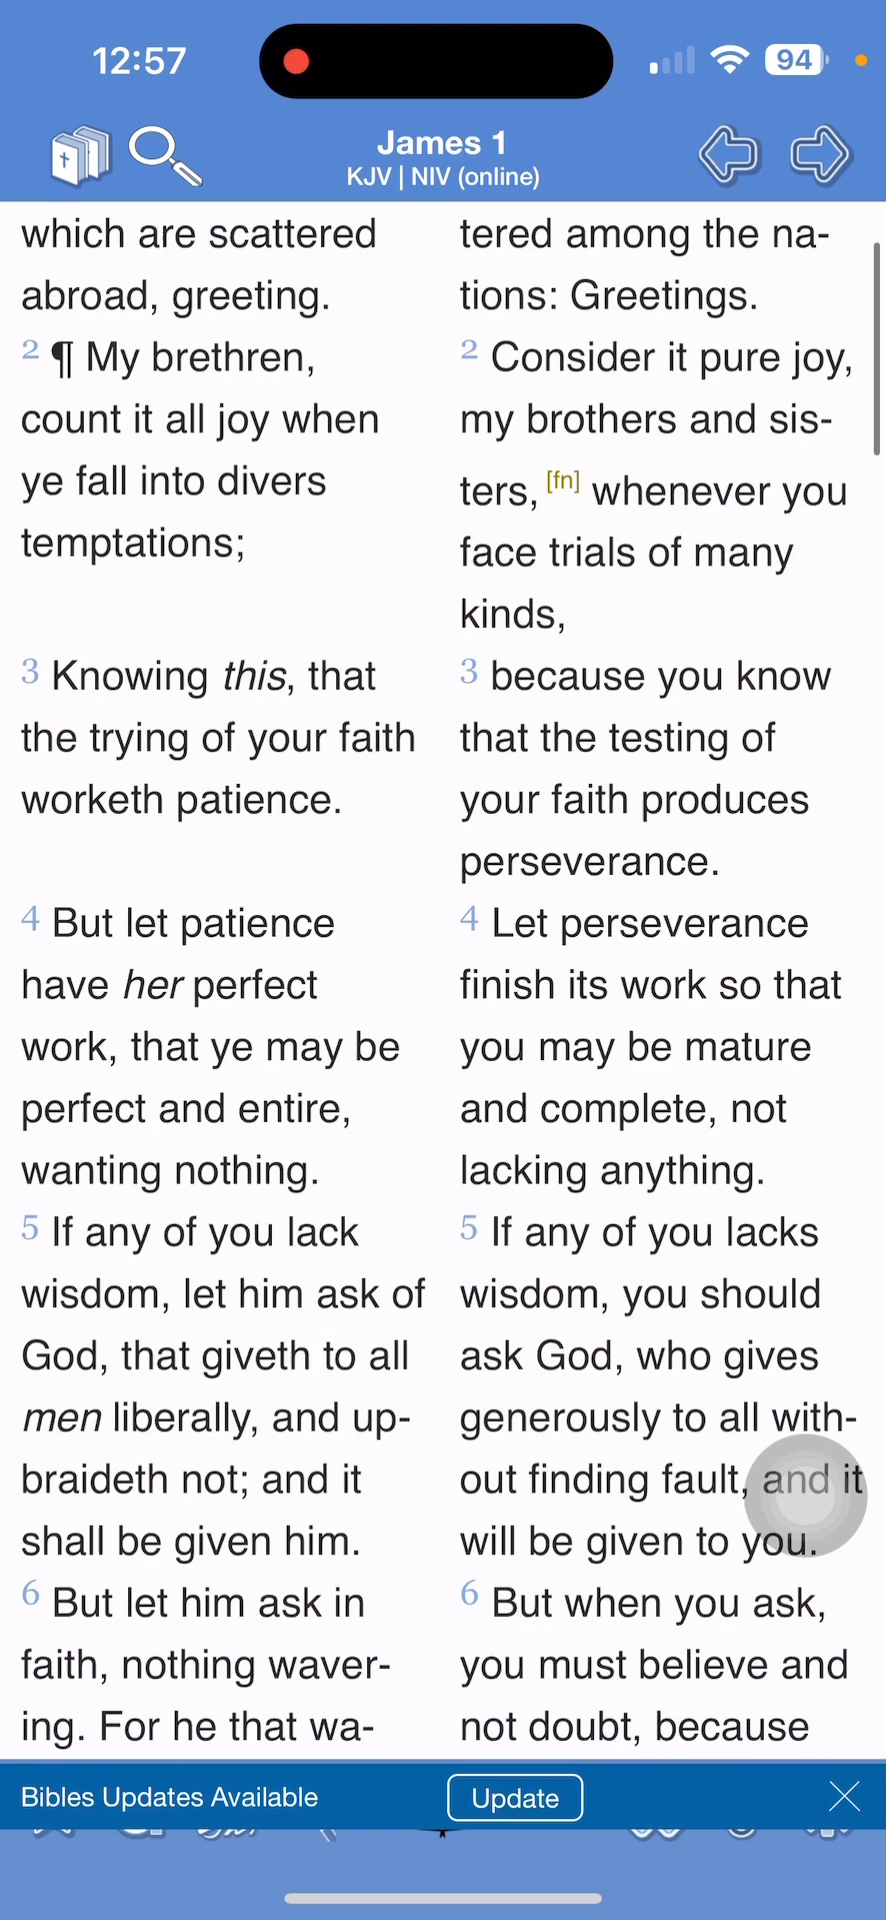 12:57
94
James 1
KJV | NIV (online)
which are scattered
abroad, greeting.
2 ¶ My brethren,
count it all joy when
ye fall into divers
temptations;
3 Knowing this, that
the trying of your faith
worketh patience.
4 But let patience
have her perfect
work, that ye may be
perfect and entire,
wanting nothing.
5 If any of you lack
wisdom, let him ask of
God, that giveth to all
men liberally, and up-
braideth not; and it
shall be given him.
6 But let him ask in
faith, nothing waver-
ing. For he that wa-
tered among the na-
tions: Greetings.
2 Consider it pure joy,
my brothers and sis-
ters, [fn] whenever you
face trials of many
kinds,
3 because you know
that the testing of
your faith produces
perseverance.
4 Let perseverance
finish its work so that
you may be mature
and complete, not
lacking anything.
5 If any of you lacks
wisdom, you should
ask God, who gives
generously to all with-
out finding fault, and it
will be given to you.
6 But when you ask,
you must believe and
not doubt, because
Bibles Updates Available
Update